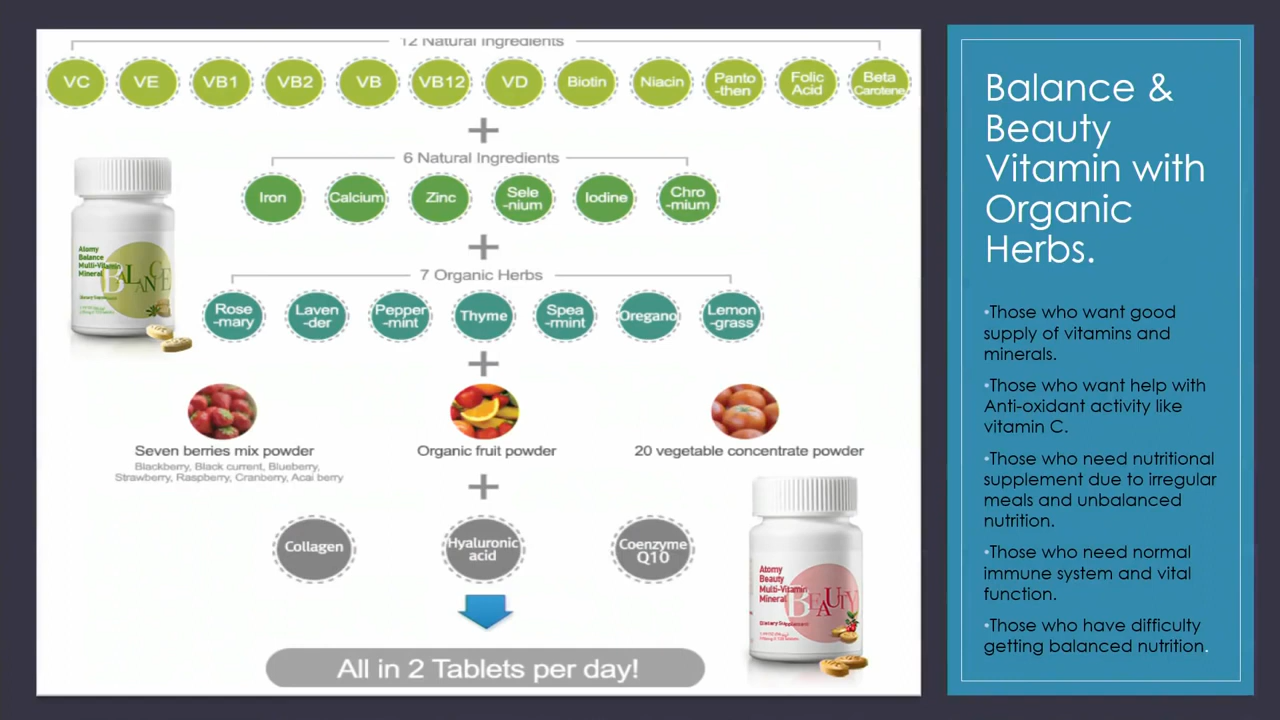 12 Natural Ingredients
VC VE VB1 VB2 VB VB12 VD Biotin Niacin Panto -then Folic Acid Beta Carotene
+
6 Natural Ingredients
Iron Calcium Zinc Sele -nium Iodine Chro -mium
+
7 Organic Herbs
Rose -mary Laven -der Pepper -mint Thyme Spea -mint Oregano Lemon -grass
+
Atomy
Balance
Multi-Vitamin
Mineral
BALANCE
Dietary Supplement
Seven berries mix powder
Blackberry, Black current, Blueberry,
Strawberry, Raspberry, Cranberry, Acai berry
Organic fruit powder
20 vegetable concentrate powder
+
Collagen
Hyaluronic
acid
Coenzyme
Q10
Atomy
Beauty
Multi-Vitamin
Mineral
BEAUTY
Dietary Supplement
All in 2 Tablets per day!
Balance &
Beauty
Vitamin with
Organic
Herbs.
•Those who want good
supply of vitamins and
minerals.
•Those who want help with
Anti-oxidant activity like
vitamin C.
•Those who need nutritional
supplement due to irregular
meals and unbalanced
nutrition.
•Those who need normal
immune system and vital
function.
•Those who have difficulty
getting balanced nutrition.